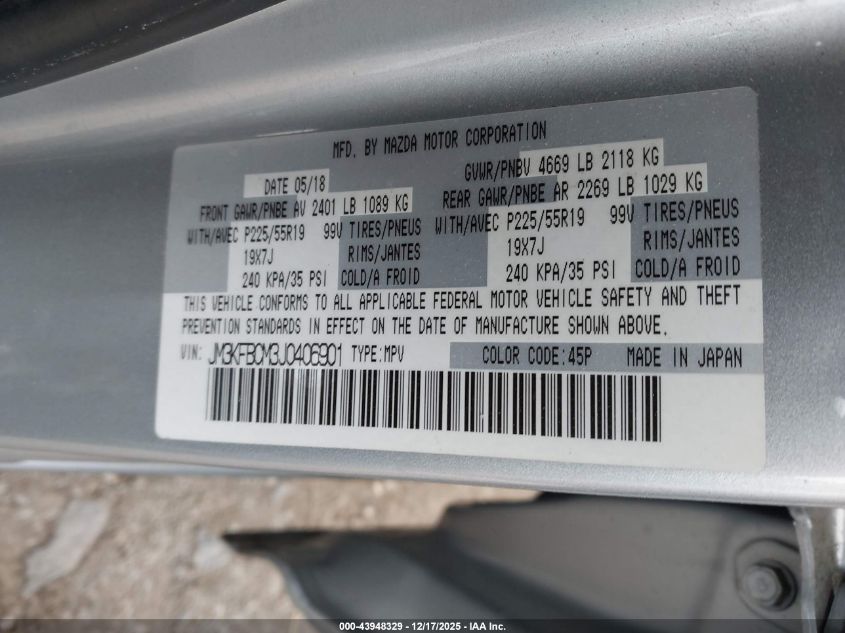 MFD. BY MAZDA MOTOR CORPORATION
DATE 05/18 GVWR/PNBV 4669 LB 2118 KG
FRONT GAWR/PNBE AV 2401 LB 1089 KG REAR GAWR/PNBE AR 2269 LB 1029 KG
WITH/AVEC P225/55R19 99V TIRES/PNEUS WITH/AVEC P225/55R19 99V TIRES/PNEUS
19X7J RIMS/JANTES 19X7J RIMS/JANTES
240 KPA/35 PSI COLD/A FROID 240 KPA/35 PSI COLD/A FROID
THIS VEHICLE CONFORMS TO ALL APPLICABLE FEDERAL MOTOR VEHICLE SAFETY AND THEFT
PREVENTION STANDARDS IN EFFECT ON THE DATE OF MANUFACTURE SHOWN ABOVE.
VIN: JM3KFBCM3J0406901 TYPE:MPV COLOR CODE:45P MADE IN JAPAN
000-43948329 - 12/17/2025 - IAA Inc.